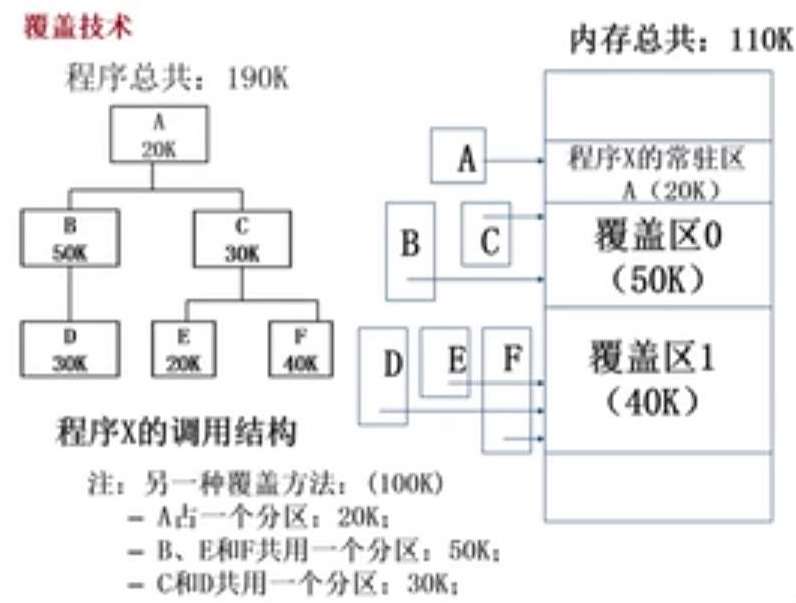 覆盖技术
程序总共：190K
A
20K
B
50K
C
30K
D
30K
E
20K
F
40K
程序X的调用结构
内存总共：110K
A
程序X的常驻区
A（20K）
B
C
覆盖区0
（50K）
D
E
F
覆盖区1
（40K）
注：另一种覆盖方法：(100K)
– A占一个分区：20K；
– B、E和F共用一个分区：50K；
– C和D共用一个分区：30K；